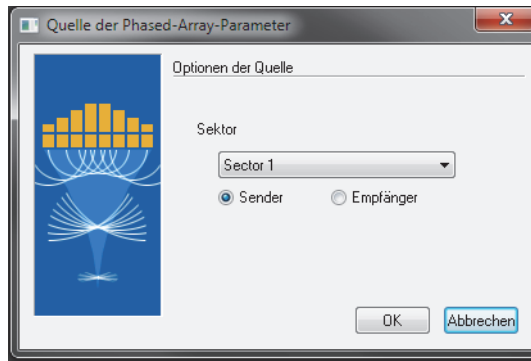 Quelle der Phased-Array-Parameter
Optionen der Quelle
Sektor
Sector 1
Sender Empfänger
OK Abbrechen